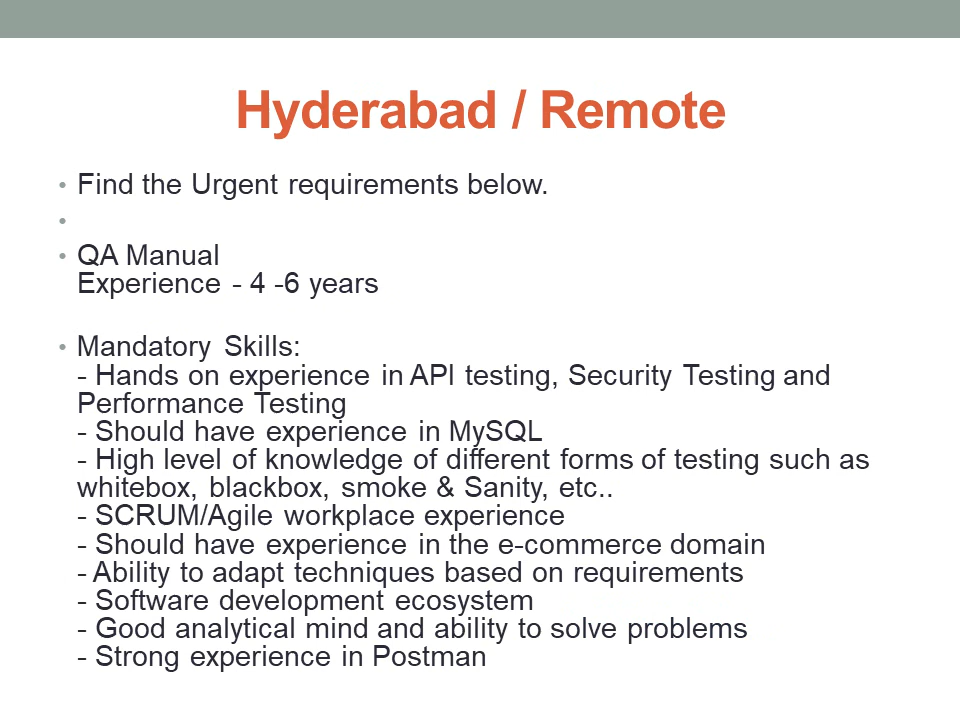 Hyderabad / Remote
Find the Urgent requirements below.
QA Manual
Experience - 4 -6 years
Mandatory Skills:
- Hands on experience in API testing, Security Testing and
Performance Testing
- Should have experience in MySQL
- High level of knowledge of different forms of testing such as
whitebox, blackbox, smoke & Sanity, etc..
- SCRUM/Agile workplace experience
- Should have experience in the e-commerce domain
- Ability to adapt techniques based on requirements
- Software development ecosystem
- Good analytical mind and ability to solve problems
- Strong experience in Postman